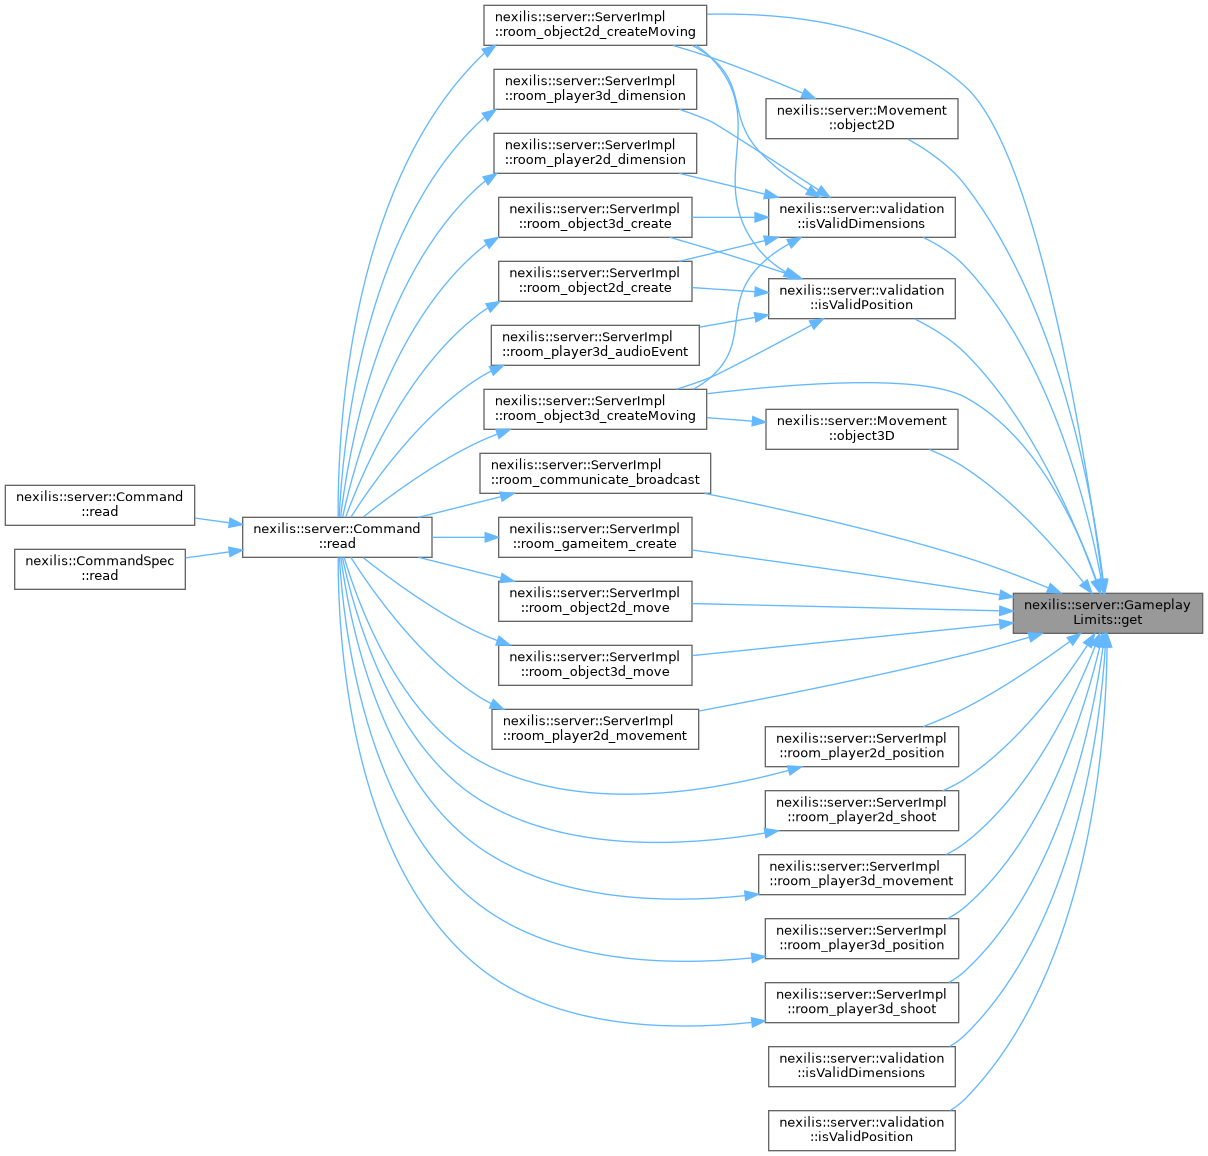 nexilis::server::ServerImpl
::room_object2d_createMoving
nexilis::server::ServerImpl
::room_player3d_dimension
nexilis::server::Movement
::object2D
nexilis::server::ServerImpl
::room_player2d_dimension
nexilis::server::ServerImpl
::room_object3d_create
nexilis::server::validation
::isValidDimensions
nexilis::server::ServerImpl
::room_object2d_create
nexilis::server::validation
::isValidPosition
nexilis::server::ServerImpl
::room_player3d_audioEvent
nexilis::server::ServerImpl
::room_object3d_createMoving
nexilis::server::Movement
::object3D
nexilis::server::ServerImpl
::room_communicate_broadcast
nexilis::server::Command
::read
nexilis::server::Command
::read
nexilis::server::ServerImpl
::room_gameitem_create
nexilis::CommandSpec
::read
nexilis::server::ServerImpl
::room_object2d_move
nexilis::server::Gameplay
Limits::get
nexilis::server::ServerImpl
::room_object3d_move
nexilis::server::ServerImpl
::room_player2d_movement
nexilis::server::ServerImpl
::room_player2d_position
nexilis::server::ServerImpl
::room_player2d_shoot
nexilis::server::ServerImpl
::room_player3d_movement
nexilis::server::ServerImpl
::room_player3d_position
nexilis::server::ServerImpl
::room_player3d_shoot
nexilis::server::validation
::isValidDimensions
nexilis::server::validation
::isValidPosition